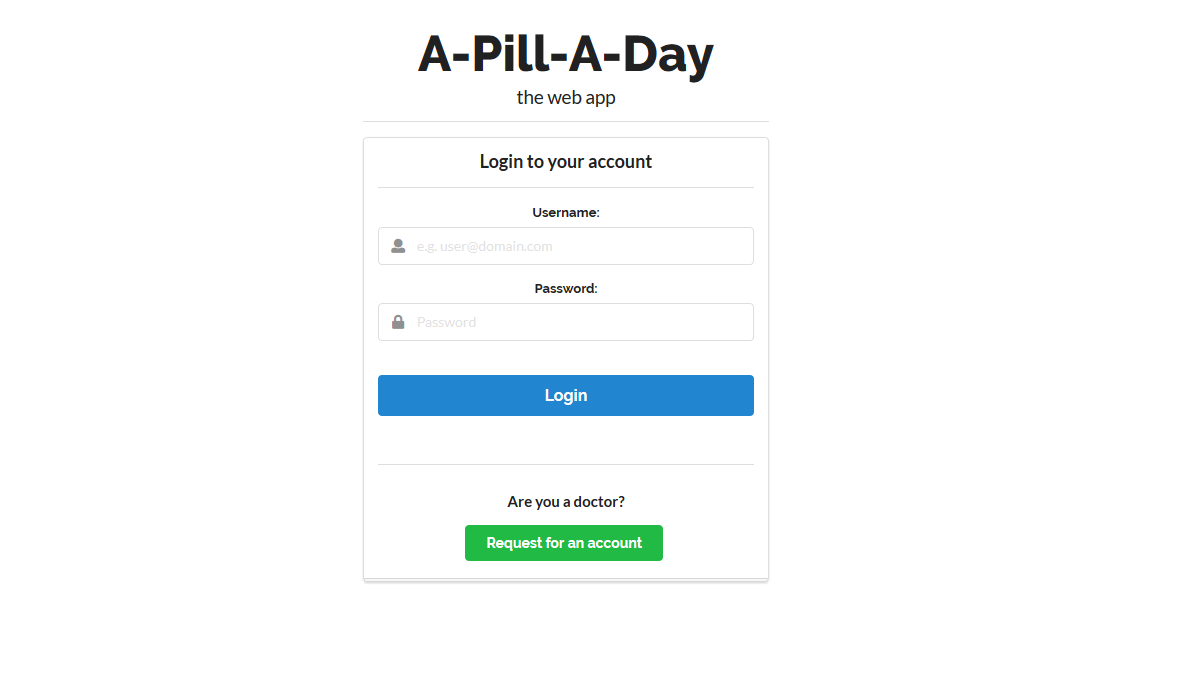 A-Pill-A-Day
the web app
Login to your account
Username:
e.g. user@domain.com
Password:
Password
Login
Are you a doctor?
Request for an account